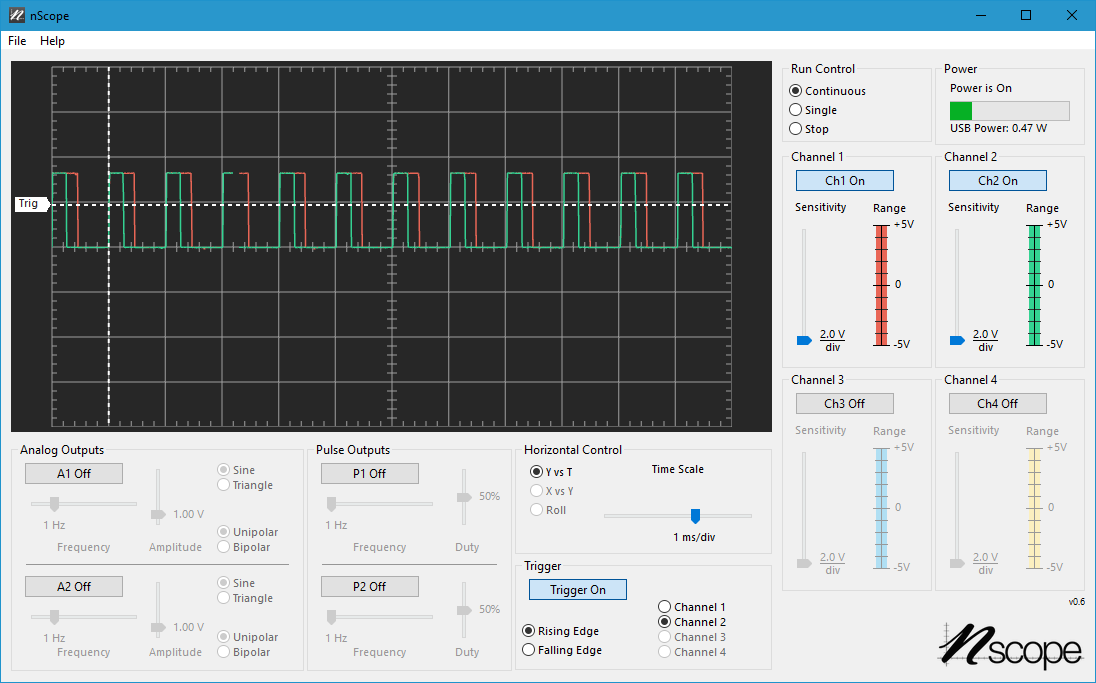 nScope
File Help
Trig
Run Control
Continuous
Single
Stop
Power
Power is On
USB Power: 0.47 W
Channel 1
Ch1 On
Sensitivity Range
+5V
0
2.0 V
div
-5V
Channel 2
Ch2 On
Sensitivity Range
+5V
0
2.0 V
div
-5V
Channel 3
Ch3 Off
Sensitivity Range
+5V
0
2.0 V
div
-5V
Channel 4
Ch4 Off
Sensitivity Range
+5V
0
2.0 V
div
-5V
Analog Outputs
A1 Off
Sine
Triangle
1 Hz
1.00 V
Unipolar
Bipolar
Frequency Amplitude
A2 Off
Sine
Triangle
1 Hz
1.00 V
Unipolar
Bipolar
Frequency Amplitude
Pulse Outputs
P1 Off
50%
1 Hz
Frequency Duty
P2 Off
50%
1 Hz
Frequency Duty
Horizontal Control
Y vs T
X vs Y
Roll
Time Scale
1 ms/div
Trigger
Trigger On
Rising Edge
Falling Edge
Channel 1
Channel 2
Channel 3
Channel 4
v0.6
nscope